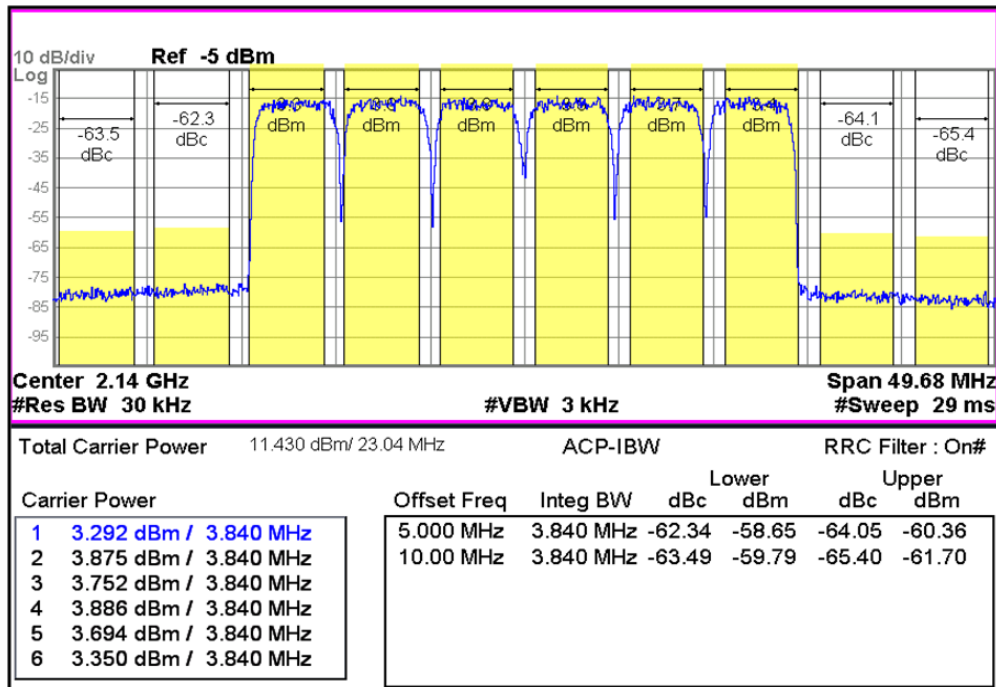 10 dB/div Ref -5 dBm
Log
-15
-25
-35
-45
-55
-65
-75
-85
-95
-63.5
dBc
-62.3
dBc
dBm
dBm
dBm
dBm
dBm
dBm
-64.1
dBc
-65.4
dBc
Center 2.14 GHz Span 49.68 MHz
#Res BW 30 kHz #VBW 3 kHz #Sweep 29 ms
Total Carrier Power 11.430 dBm/ 23.04 MHz ACP-IBW RRC Filter : On#
Carrier Power
1 3.292 dBm / 3.840 MHz
2 3.875 dBm / 3.840 MHz
3 3.752 dBm / 3.840 MHz
4 3.886 dBm / 3.840 MHz
5 3.694 dBm / 3.840 MHz
6 3.350 dBm / 3.840 MHz
Lower Upper
Offset Freq Integ BW dBc dBm dBc dBm
5.000 MHz 3.840 MHz -62.34 -58.65 -64.05 -60.36
10.00 MHz 3.840 MHz -63.49 -59.79 -65.40 -61.70